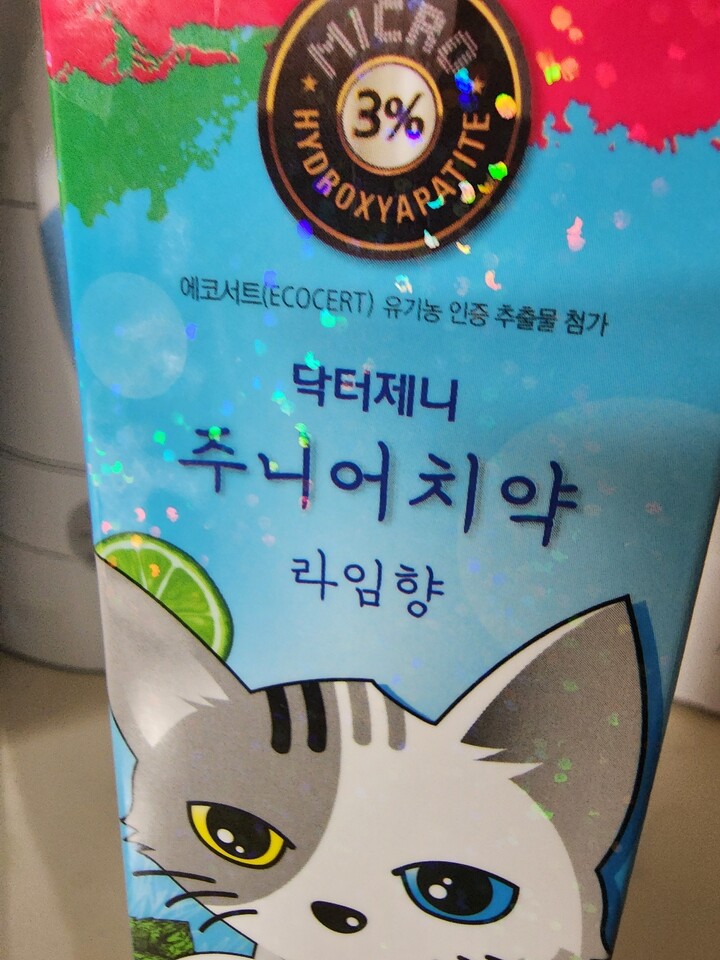 MICRO
3%
HYDROXYAPATITE
에코서트(ECOCERT) 유기농 인증 추출물 첨가
닥터제니
주니어치약
라임향